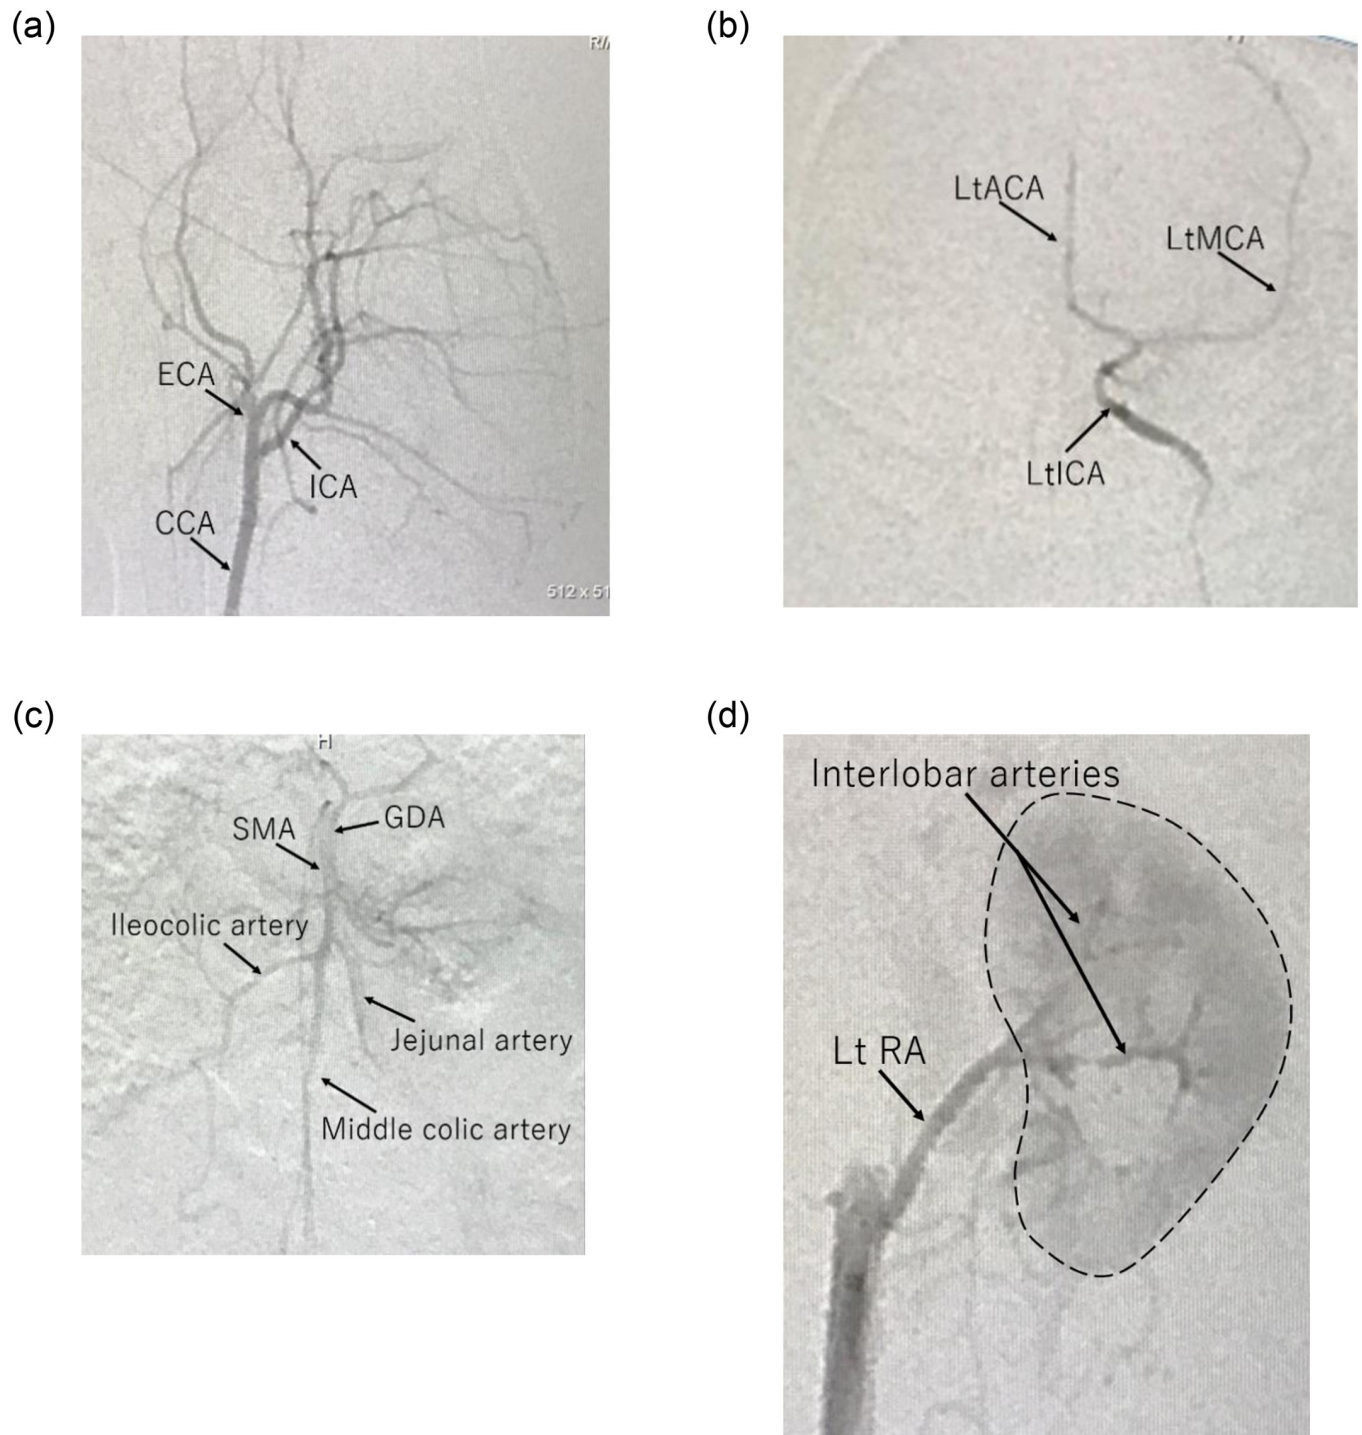 (a)
ECA
ICA
CCA
512 x 51
(b)
LtACA
LtMCA
LtICA
(c)
H
SMA
GDA
Ileocolic artery
Jejunal artery
Middle colic artery
(d)
Interlobar arteries
Lt RA